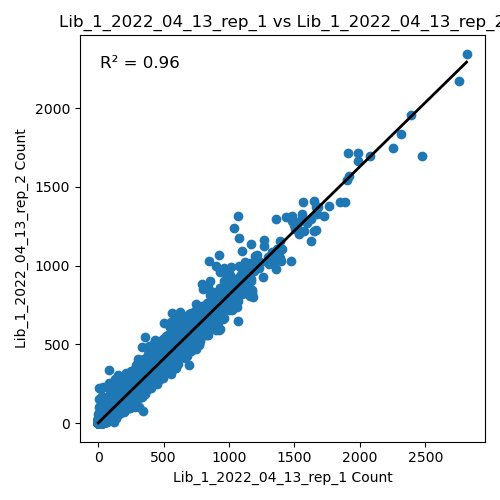 Lib_1_2022_04_13_rep_1 vs Lib_1_2022_04_13_rep_2
R² = 0.96
2000
1500
1000
500
0
Lib_1_2022_04_13_rep_2 Count
0 500 1000 1500 2000 2500
Lib_1_2022_04_13_rep_1 Count